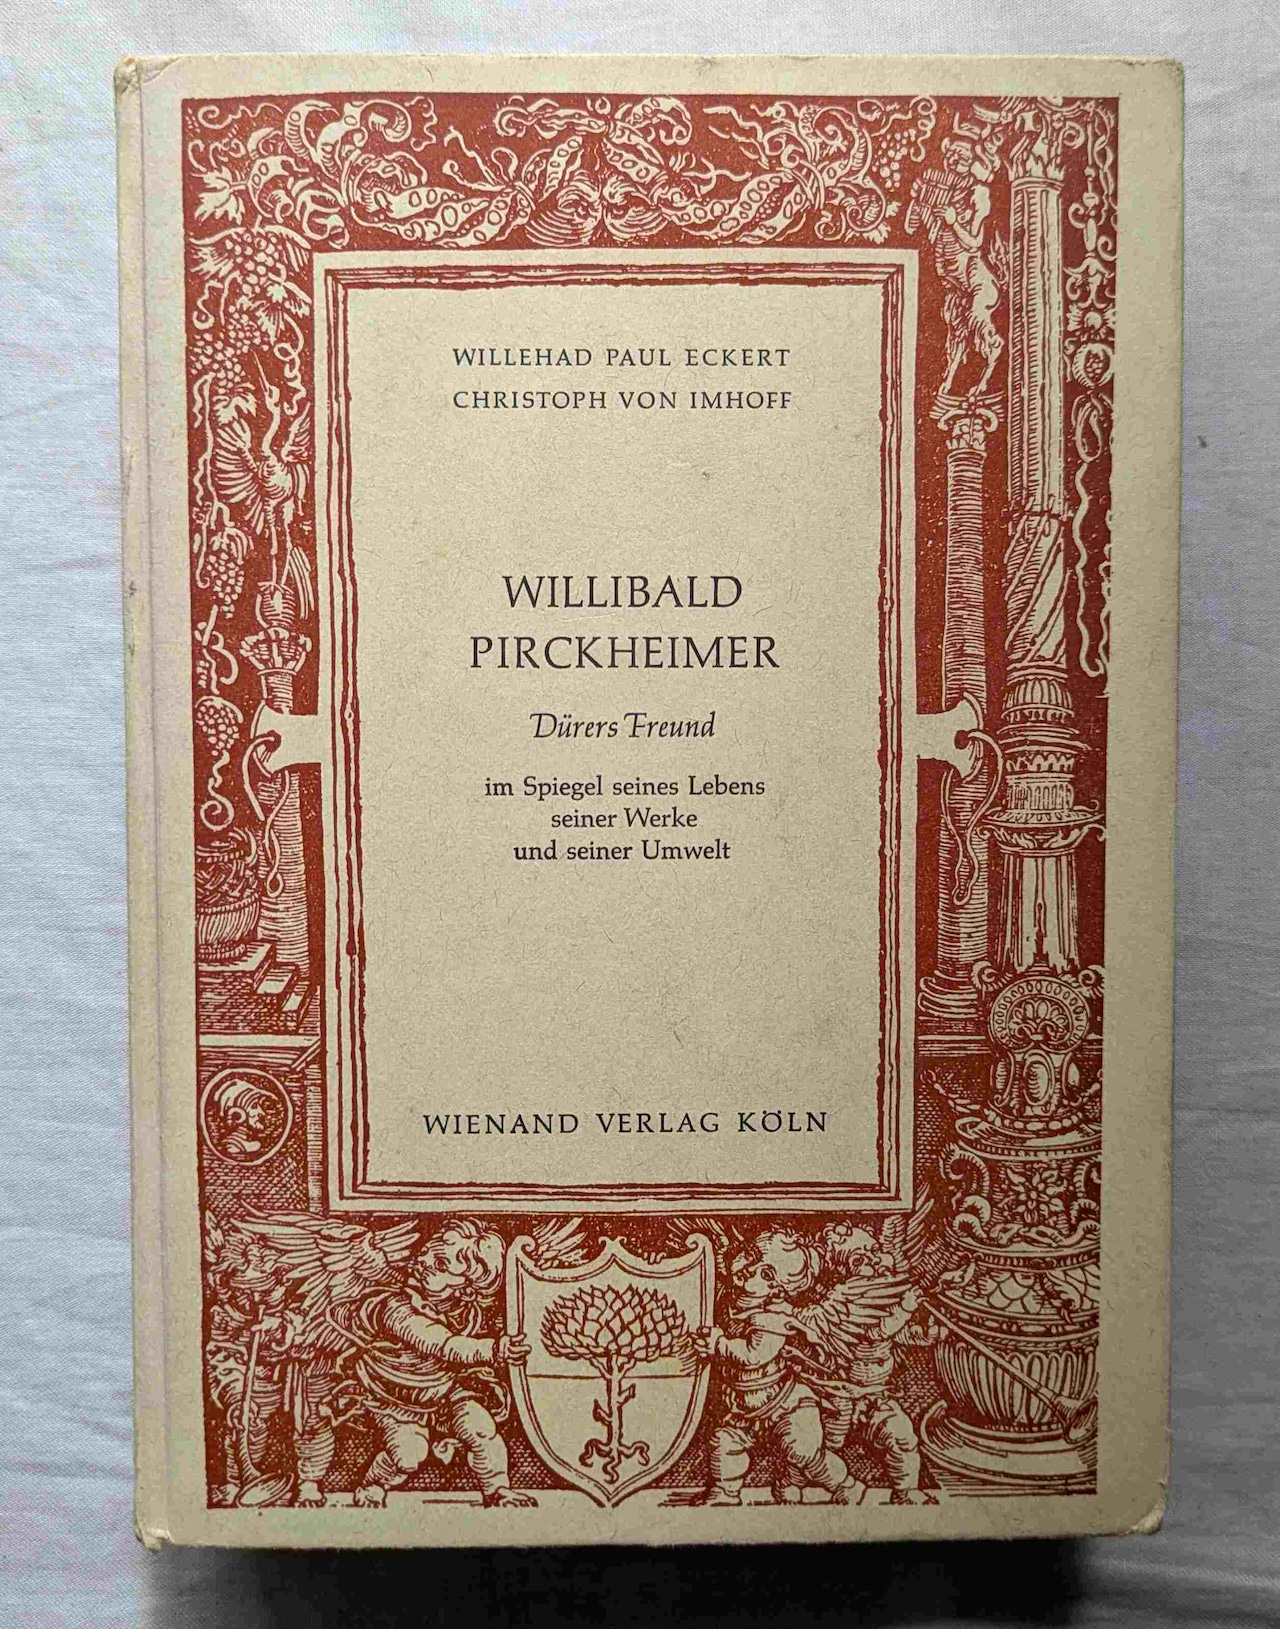 WILLEHAD PAUL ECKERT
CHRISTOPH VON IMHOFF
WILLIBALD
PIRCKHEIMER
Dürers Freund
im Spiegel seines Lebens
seiner Werke
und seiner Umwelt
WIENAND VERLAG KÖLN